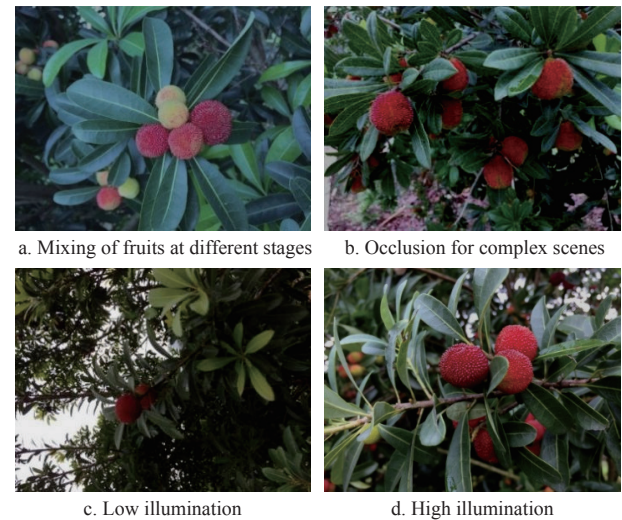 a. Mixing of fruits at different stages
b. Occlusion for complex scenes
c. Low illumination
d. High illumination